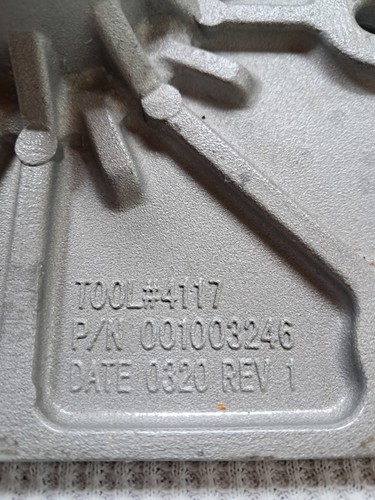 TOOL#4117
P/N 001003246
DATE 0320 REV 1